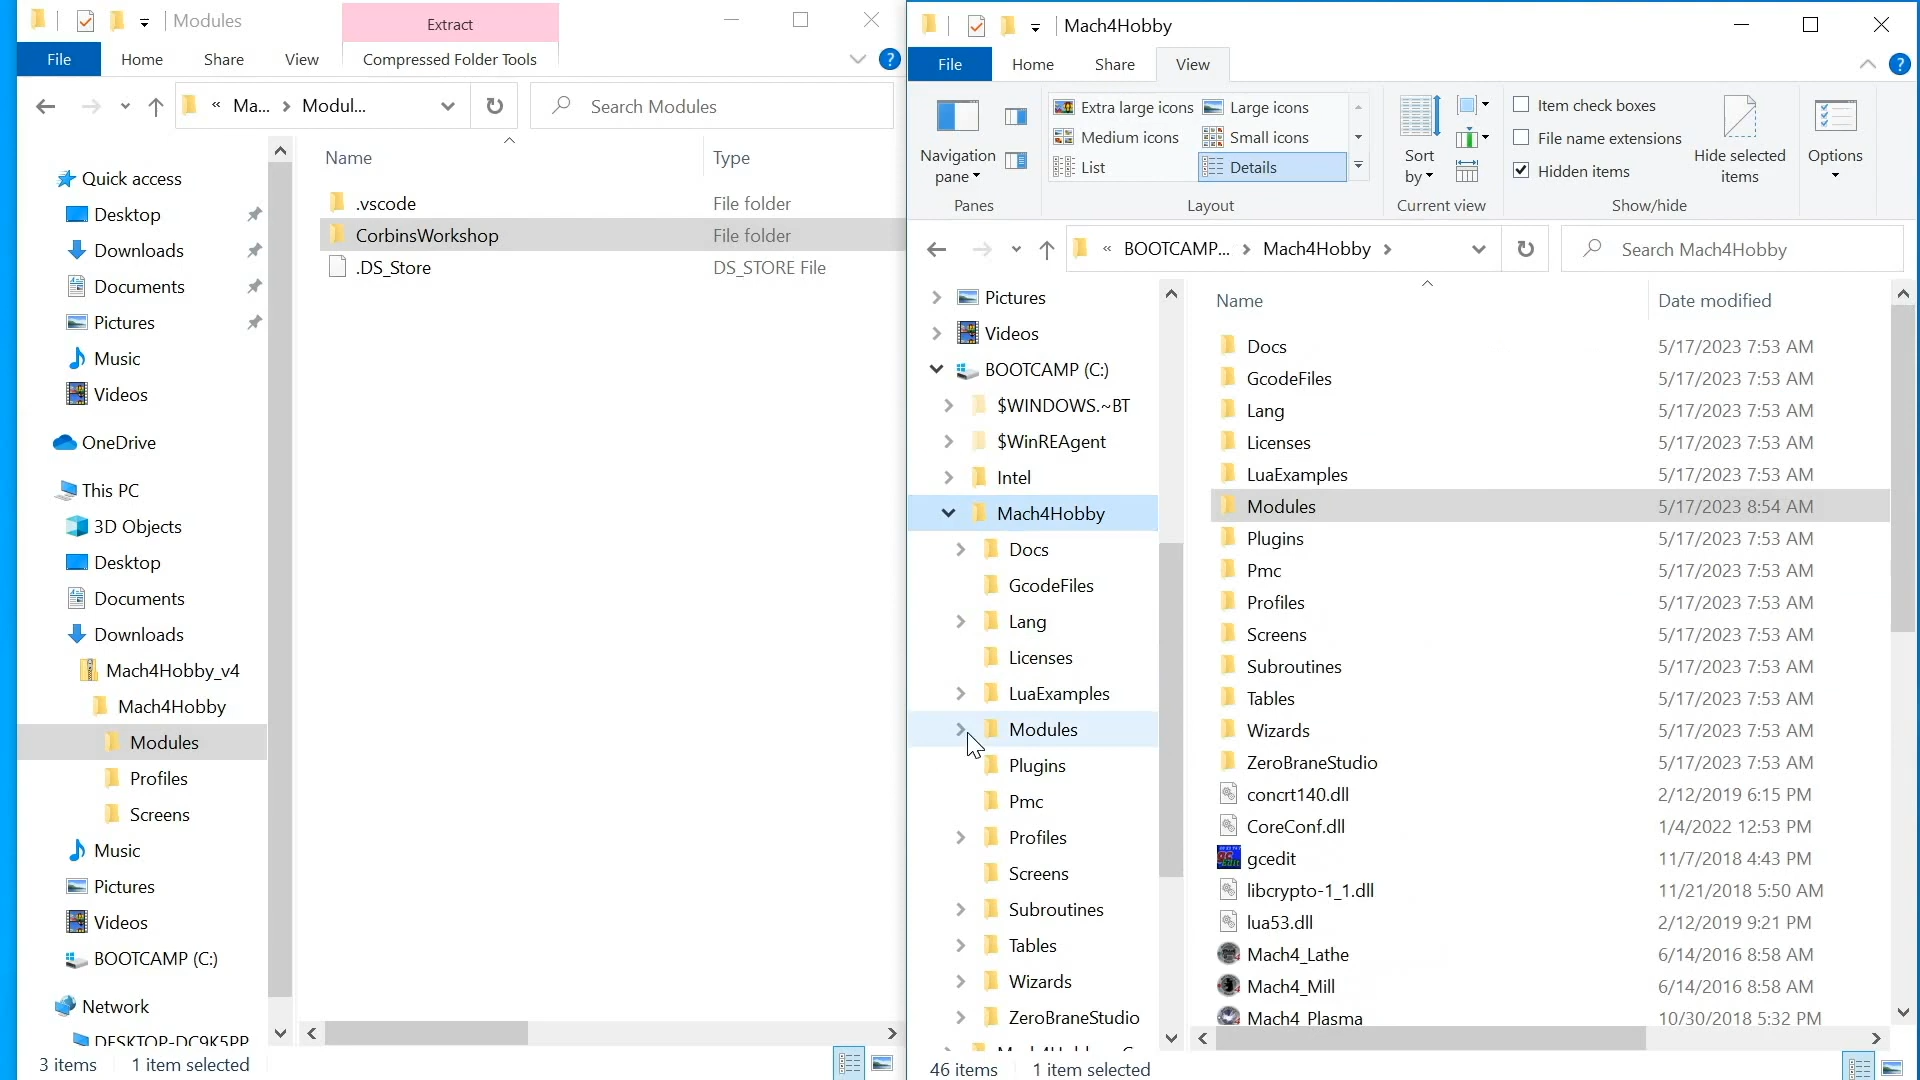 Modules
Extract
File
Home
Share
View
Compressed Folder Tools
« Ma... > Modul...
Search Modules
Name
Type
Quick access
Desktop
Downloads
Documents
Pictures
Music
Videos
OneDrive
This PC
3D Objects
Desktop
Documents
Downloads
Mach4Hobby_v4
Mach4Hobby
Modules
Profiles
Screens
Music
Pictures
Videos
BOOTCAMP (C:)
Network
DESKTOP-DC9K5PP
.vscode File folder
CorbinsWorkshop File folder
.DS_Store DS_STORE File
3 items 1 item selected
Mach4Hobby
File
Home
Share
View
Navigation pane
Panes
Extra large icons
Large icons
Medium icons
Small icons
List
Details
Layout
Sort by
Current view
Item check boxes
File name extensions
Hidden items
Hide selected items
Show/hide
Options
« BOOTCAMP... > Mach4Hobby >
Search Mach4Hobby
Pictures
Videos
BOOTCAMP (C:)
$WINDOWS.~BT
$WinREAgent
Intel
Mach4Hobby
Docs
GcodeFiles
Lang
Licenses
LuaExamples
Modules
Plugins
Pmc
Profiles
Screens
Subroutines
Tables
Wizards
ZeroBraneStudio
Name
Date modified
Docs 5/17/2023 7:53 AM
GcodeFiles 5/17/2023 7:53 AM
Lang 5/17/2023 7:53 AM
Licenses 5/17/2023 7:53 AM
LuaExamples 5/17/2023 7:53 AM
Modules 5/17/2023 8:54 AM
Plugins 5/17/2023 7:53 AM
Pmc 5/17/2023 7:53 AM
Profiles 5/17/2023 7:53 AM
Screens 5/17/2023 7:53 AM
Subroutines 5/17/2023 7:53 AM
Tables 5/17/2023 7:53 AM
Wizards 5/17/2023 7:53 AM
ZeroBraneStudio 5/17/2023 7:53 AM
concrt140.dll 2/12/2019 6:15 PM
CoreConf.dll 1/4/2022 12:53 PM
gcedit 11/7/2018 4:43 PM
libcrypto-1_1.dll 11/21/2018 5:50 AM
lua53.dll 2/12/2019 9:21 PM
Mach4_Lathe 6/14/2016 8:58 AM
Mach4_Mill 6/14/2016 8:58 AM
Mach4_Plasma 10/30/2018 5:32 PM
46 items 1 item selected